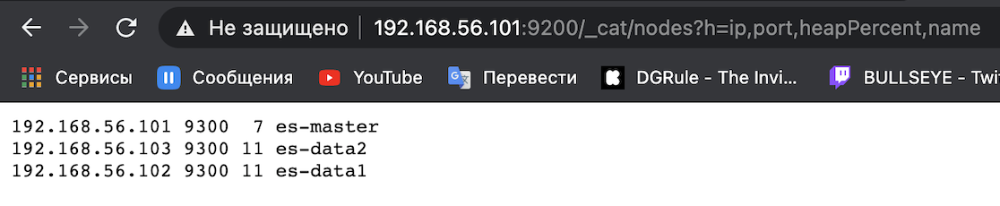 Не защищено 192.168.56.101:9200/_cat/nodes?h=ip,port,heapPercent,name
Сервисы Сообщения YouTube Перевести DGRule - The Invi... BULLSEYE - Twi
192.168.56.101 9300  7 es-master
192.168.56.103 9300 11 es-data2
192.168.56.102 9300 11 es-data1